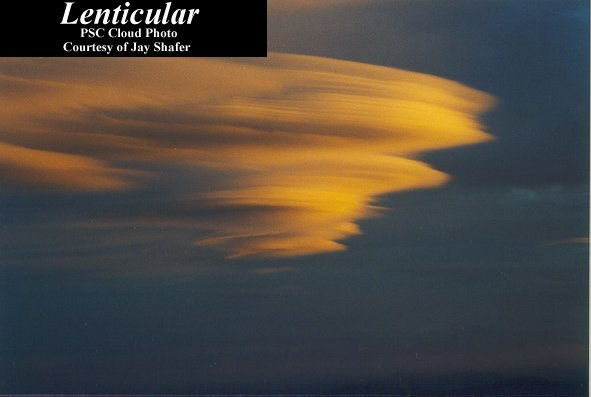 Lenticular
PSC Cloud Photo
Courtesy of Jay Shafer